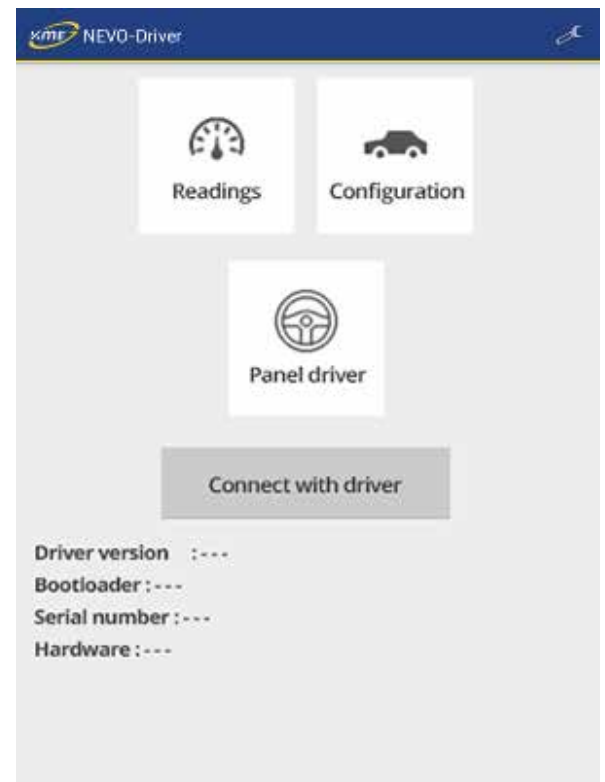 KME NEVO-Driver
Readings
Configuration
Panel driver
Connect with driver
Driver version :---
Bootloader :---
Serial number :---
Hardware :---